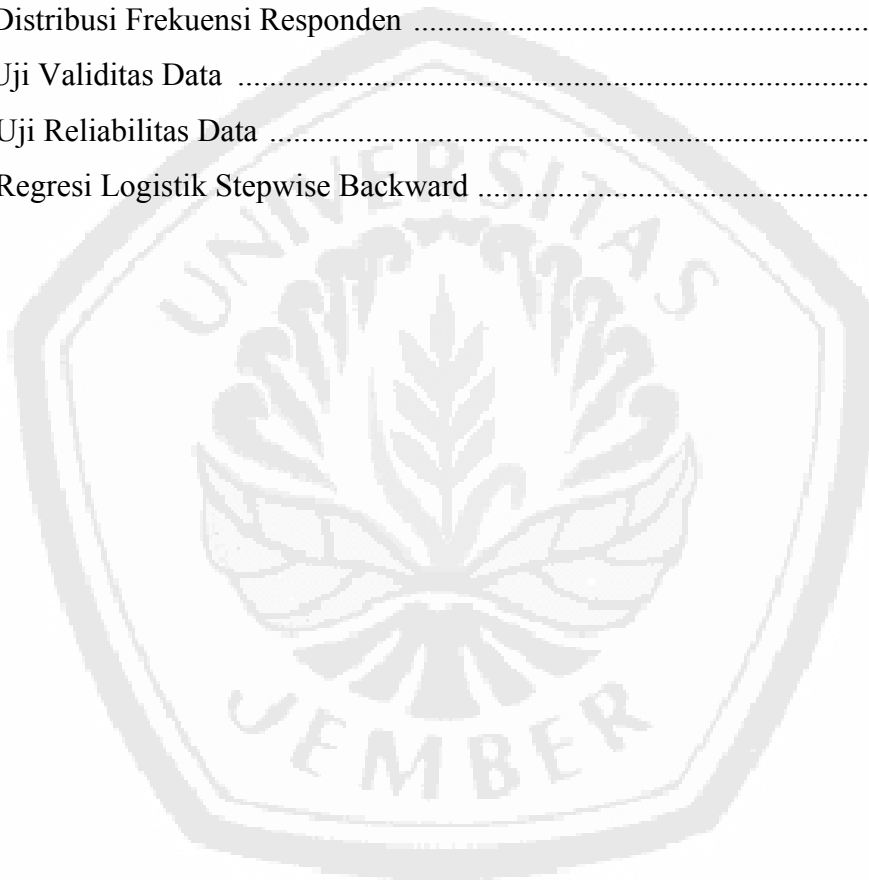 Distribusi Frekuensi Responden ..........................................................
Uji Validitas Data ................................................................................
Uji Reliabilitas Data ............................................................................
Regresi Logistik Stepwise Backward .................................................
UNIVERSITAS
JEMBER